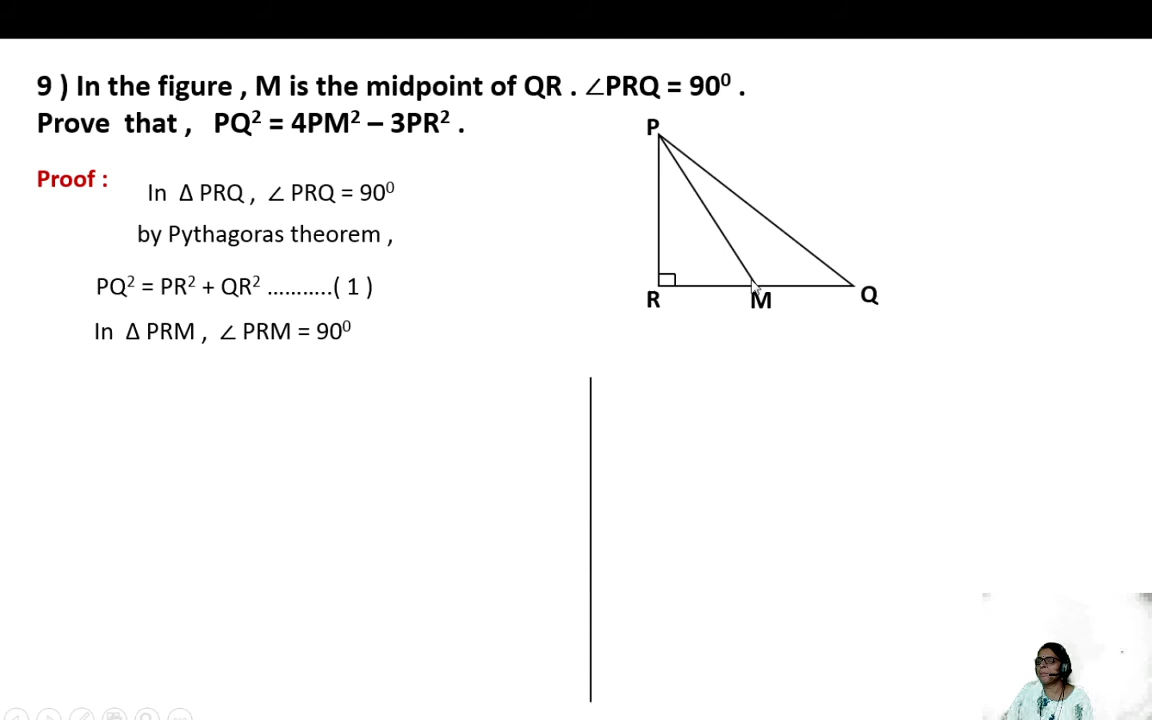 9 ) In the figure , M is the midpoint of QR . ∠PRQ = 90⁰ .
Prove that , PQ² = 4PM² – 3PR² .
Proof :
In Δ PRQ , ∠ PRQ = 90⁰
by Pythagoras theorem ,
PQ² = PR² + QR² ...........( 1 )
In Δ PRM , ∠ PRM = 90⁰
P
R
M
Q